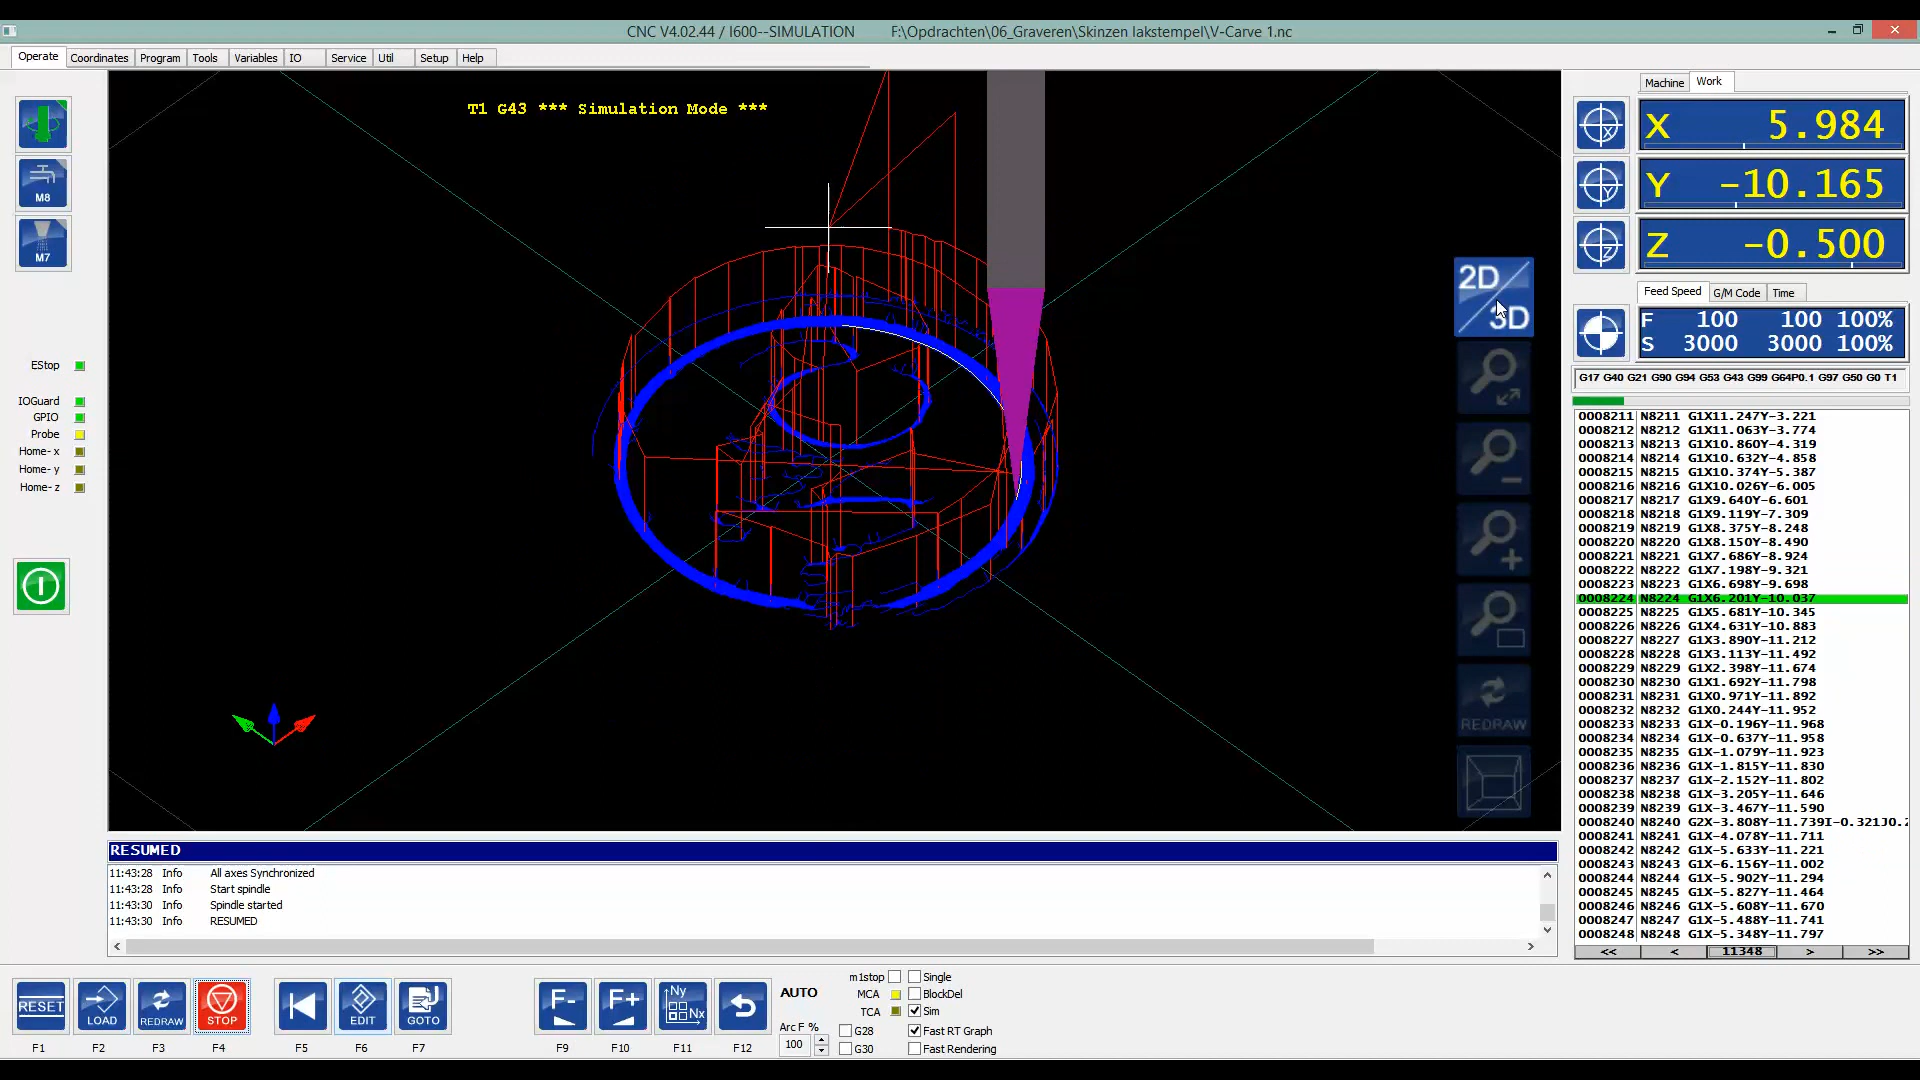 CNC V4.02.44 / I600--SIMULATION F:\Opdrachten\06_Graveren\Skinzen lakstempel\V-Carve 1.nc
Operate Coordinates Program Tools Variables IO Service Util Setup Help
T1 G43 *** Simulation Mode ***
M8
M7
EStop
IOGuard
GPIO
Probe
Home-x
Home-y
Home-z
2D/3D
REDRAW
Machine Work
X 5.984
Y -10.165
Z -0.500
Feed Speed G/M Code Time
F 100 100 100%
S 3000 3000 100%
G17 G40 G21 G90 G94 G53 G43 G99 G64P0.1 G97 G50 G0 T1
0008211 N8211 G1X11.247Y-3.221
0008212 N8212 G1X11.063Y-3.774
0008213 N8213 G1X10.860Y-4.319
0008214 N8214 G1X10.632Y-4.858
0008215 N8215 G1X10.374Y-5.387
0008216 N8216 G1X10.026Y-6.005
0008217 N8217 G1X9.640Y-6.601
0008218 N8218 G1X9.119Y-7.309
0008219 N8219 G1X8.375Y-8.248
0008220 N8220 G1X8.150Y-8.490
0008221 N8221 G1X7.686Y-8.924
0008222 N8222 G1X7.198Y-9.321
0008223 N8223 G1X6.698Y-9.698
0008224 N8224 G1X6.201Y-10.037
0008225 N8225 G1X5.681Y-10.345
0008226 N8226 G1X4.631Y-10.883
0008227 N8227 G1X3.890Y-11.212
0008228 N8228 G1X3.113Y-11.492
0008229 N8229 G1X2.398Y-11.674
0008230 N8230 G1X1.692Y-11.798
0008231 N8231 G1X0.971Y-11.892
0008232 N8232 G1X0.244Y-11.952
0008233 N8233 G1X-0.196Y-11.968
0008234 N8234 G1X-0.637Y-11.958
0008235 N8235 G1X-1.079Y-11.923
0008236 N8236 G1X-1.815Y-11.830
0008237 N8237 G1X-2.152Y-11.802
0008238 N8238 G1X-3.205Y-11.646
0008239 N8239 G1X-3.467Y-11.590
0008240 N8240 G2X-3.808Y-11.739I-0.321J0.2
0008241 N8241 G1X-4.078Y-11.711
0008242 N8242 G1X-5.633Y-11.221
0008243 N8243 G1X-6.156Y-11.002
0008244 N8244 G1X-5.902Y-11.294
0008245 N8245 G1X-5.827Y-11.464
0008246 N8246 G1X-5.608Y-11.670
0008247 N8247 G1X-5.488Y-11.741
0008248 N8248 G1X-5.348Y-11.797
<< < 11348 > >>
RESUMED
11:43:28 Info All axes Synchronized
11:43:28 Info Start spindle
11:43:30 Info Spindle started
11:43:30 Info RESUMED
RESET LOAD REDRAW STOP EDIT GOTO F- F+ Ny Nx
F1 F2 F3 F4 F5 F6 F7 F9 F10 F11 F12
AUTO
Arc F %
100
m1stop Single
MCA BlockDel
TCA Sim
G28 Fast RT Graph
G30 Fast Rendering